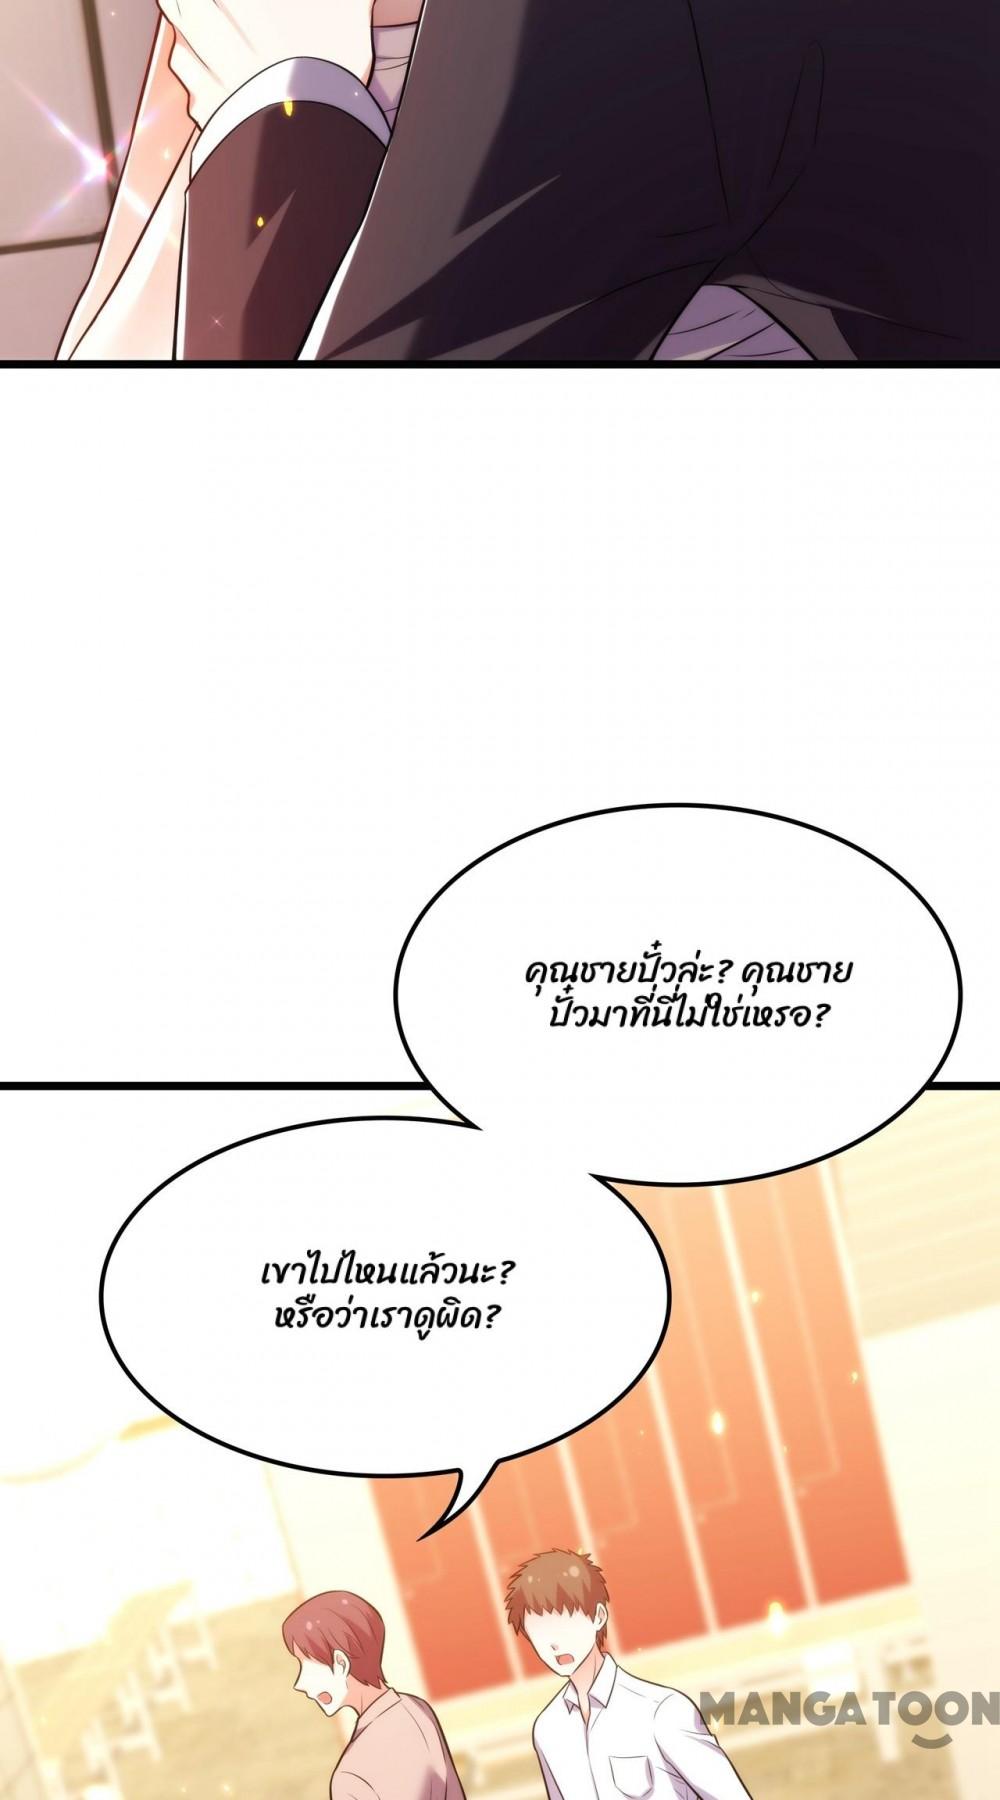 คุณชายปั๋วล่ะ? คุณชาย
ปั๋วมาที่นี่ไม่ใช่เหรอ?
เขาไปไหนแล้วนะ?
หรือว่าเราดูผิด?
MANGATOON